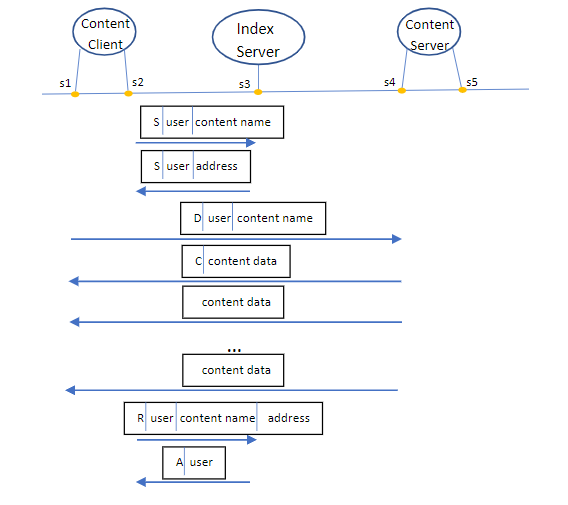 Content
Client
Index
Server
Content
Server
s1 s2 s3 s4 s5
S user content name
S user address
D user content name
C content data
content data
...
content data
R user content name address
A user